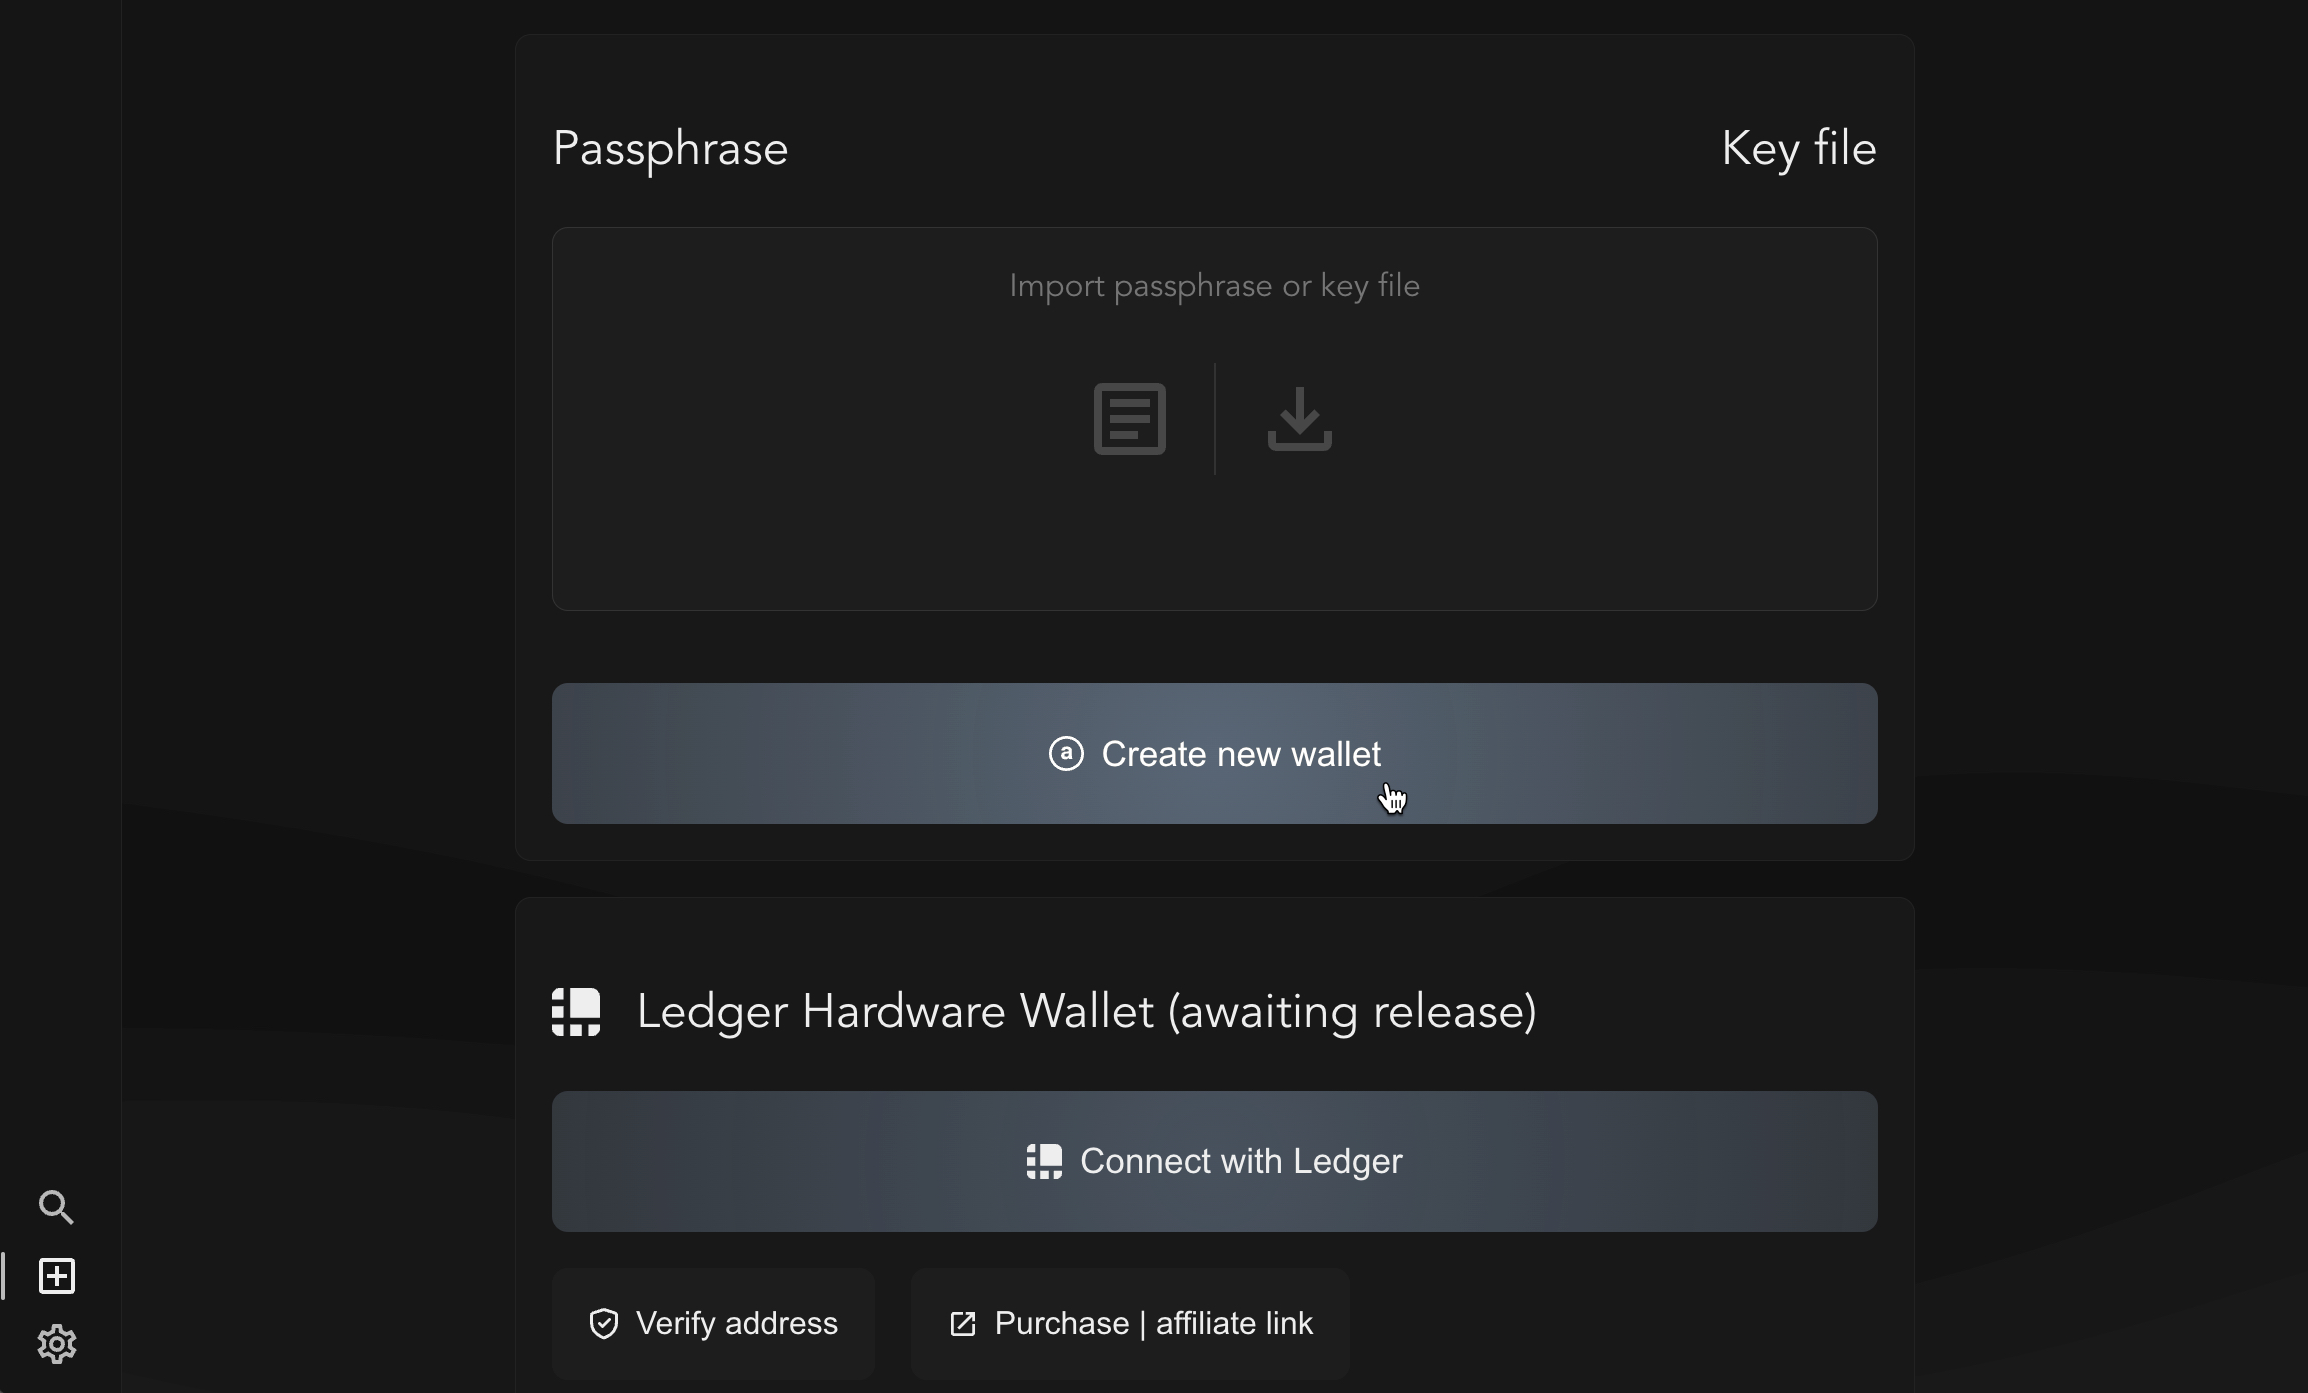 Passphrase
Key file
Import passphrase or key file
a Create new wallet
Ledger Hardware Wallet (awaiting release)
Connect with Ledger
Verify address
Purchase | affiliate link